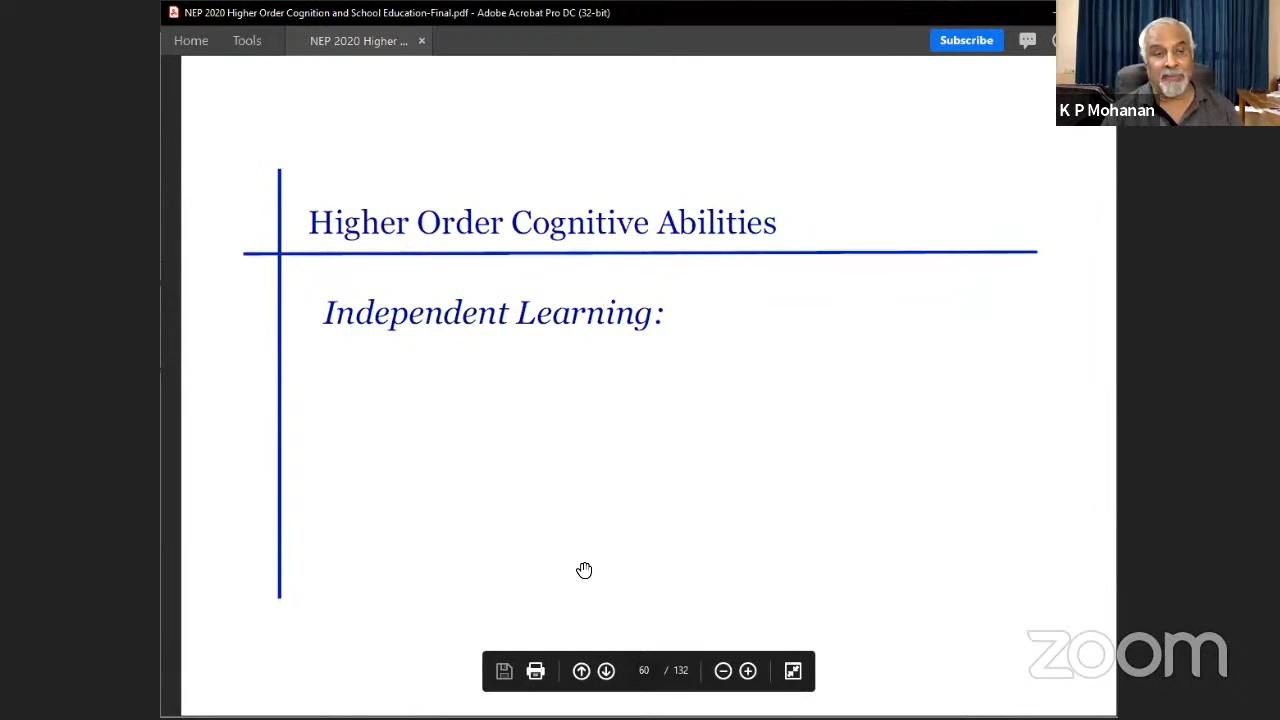 NEP 2020 Higher Order Cognition and School Education-Final.pdf - Adobe Acrobat Pro DC (32-bit)
Home
Tools
NEP 2020 Higher ...
Subscribe
K P Mohanan
Higher Order Cognitive Abilities
Independent Learning:
60 / 132
zoom